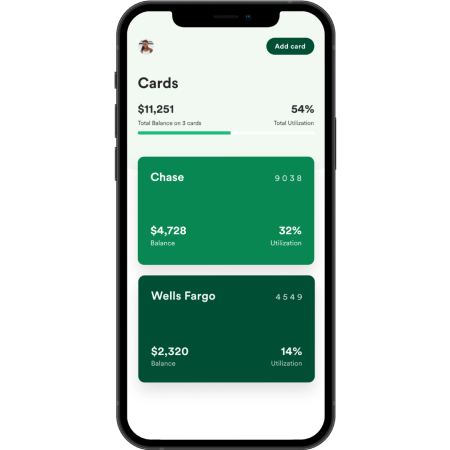 Add card
Cards
$11,251 54%
Total Balance on 3 cards Total Utilization
Chase 9038
$4,728 32%
Balance Utilization
Wells Fargo 4549
$2,320 14%
Balance Utilization